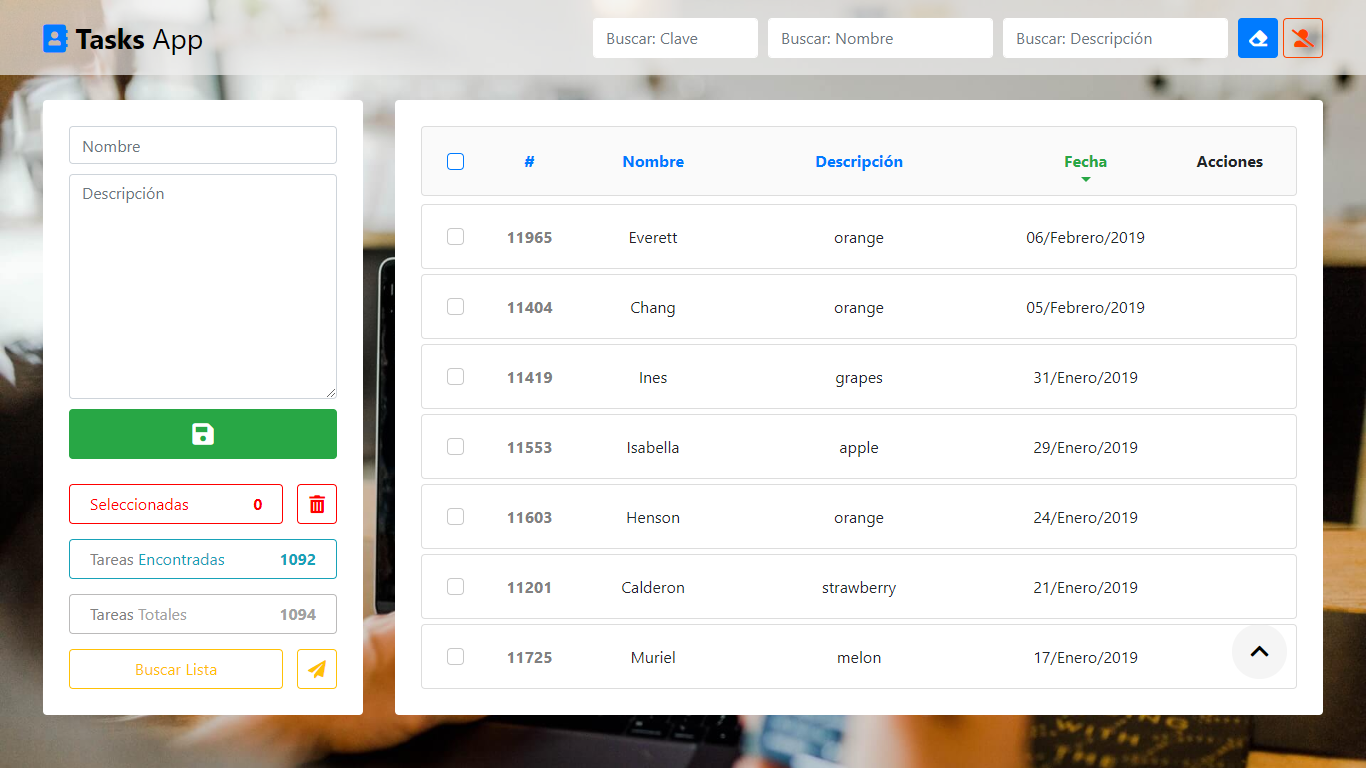 Tasks App
Buscar: Clave
Buscar: Nombre
Buscar: Descripción
Nombre
Descripción
Seleccionadas 0
Tareas Encontradas 1092
Tareas Totales 1094
Buscar Lista
# Nombre Descripción Fecha Acciones
11965 Everett orange 06/Febrero/2019
11404 Chang orange 05/Febrero/2019
11419 Ines grapes 31/Enero/2019
11553 Isabella apple 29/Enero/2019
11603 Henson orange 24/Enero/2019
11201 Calderon strawberry 21/Enero/2019
11725 Muriel melon 17/Enero/2019
WITH
THE